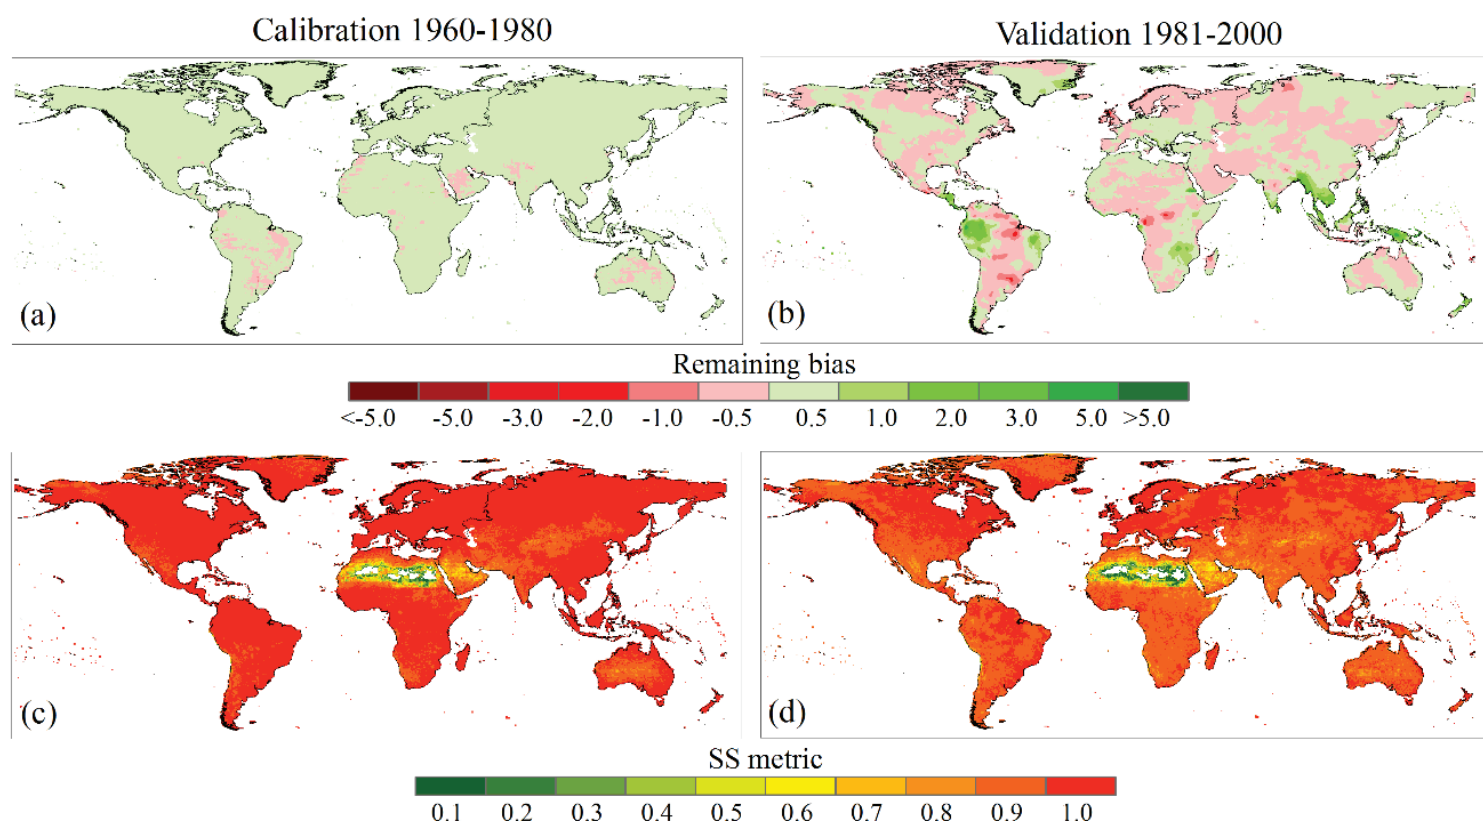 Calibration 1960-1980
Validation 1981-2000
(a)
(b)
Remaining bias
<-5.0 -5.0 -3.0 -2.0 -1.0 -0.5 0.5 1.0 2.0 3.0 5.0 >5.0
(c)
(d)
SS metric
0.1 0.2 0.3 0.4 0.5 0.6 0.7 0.8 0.9 1.0